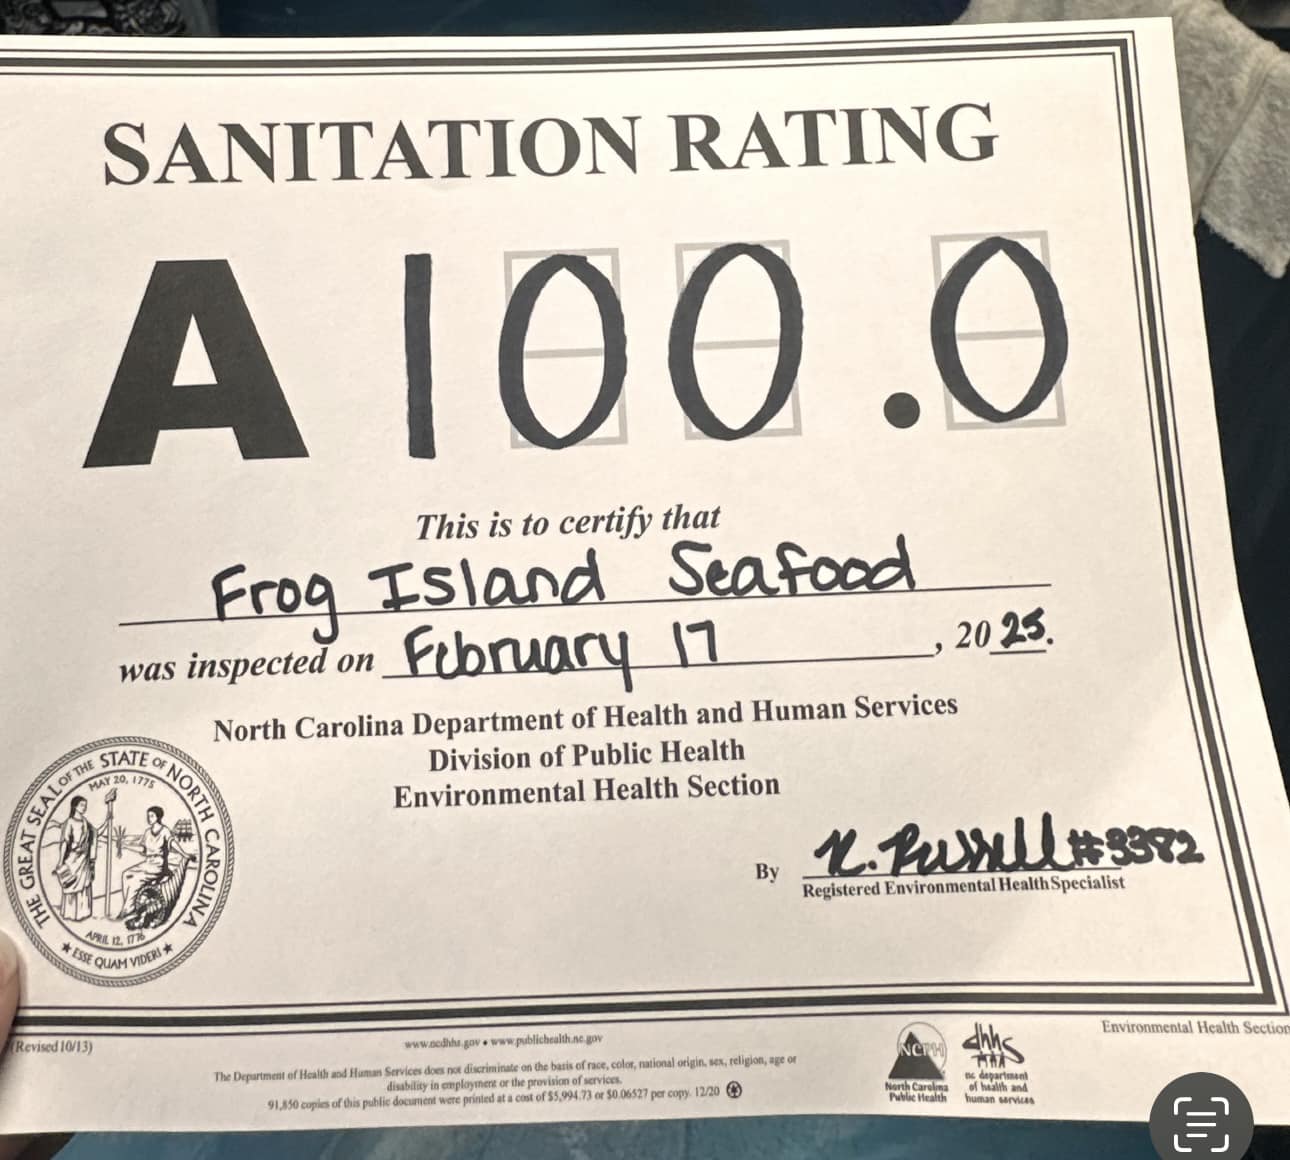 SANITATION RATING
A 100.0
This is to certify that
Frog Island Seafood
was inspected on February 17, 2025.
North Carolina Department of Health and Human Services
Division of Public Health
Environmental Health Section
THE GREAT SEAL OF THE STATE OF NORTH CAROLINA
MAY 20, 1775
APRIL 12, 1776
★ ESSE QUAM VIDERI ★
By K. Russell #3382
Registered Environmental Health Specialist
(Revised 10/13)
www.ncdhhs.gov • www.publichealth.nc.gov
The Department of Health and Human Services does not discriminate on the basis of race, color, national origin, sex, religion, age or
disability in employment or the provision of services.
91,850 copies of this public document were printed at a cost of $5,994.73 or $0.06527 per copy. 12/20
NCPH
North Carolina
Public Health
dhhs
nc department
of health and
human services
Environmental Health Section